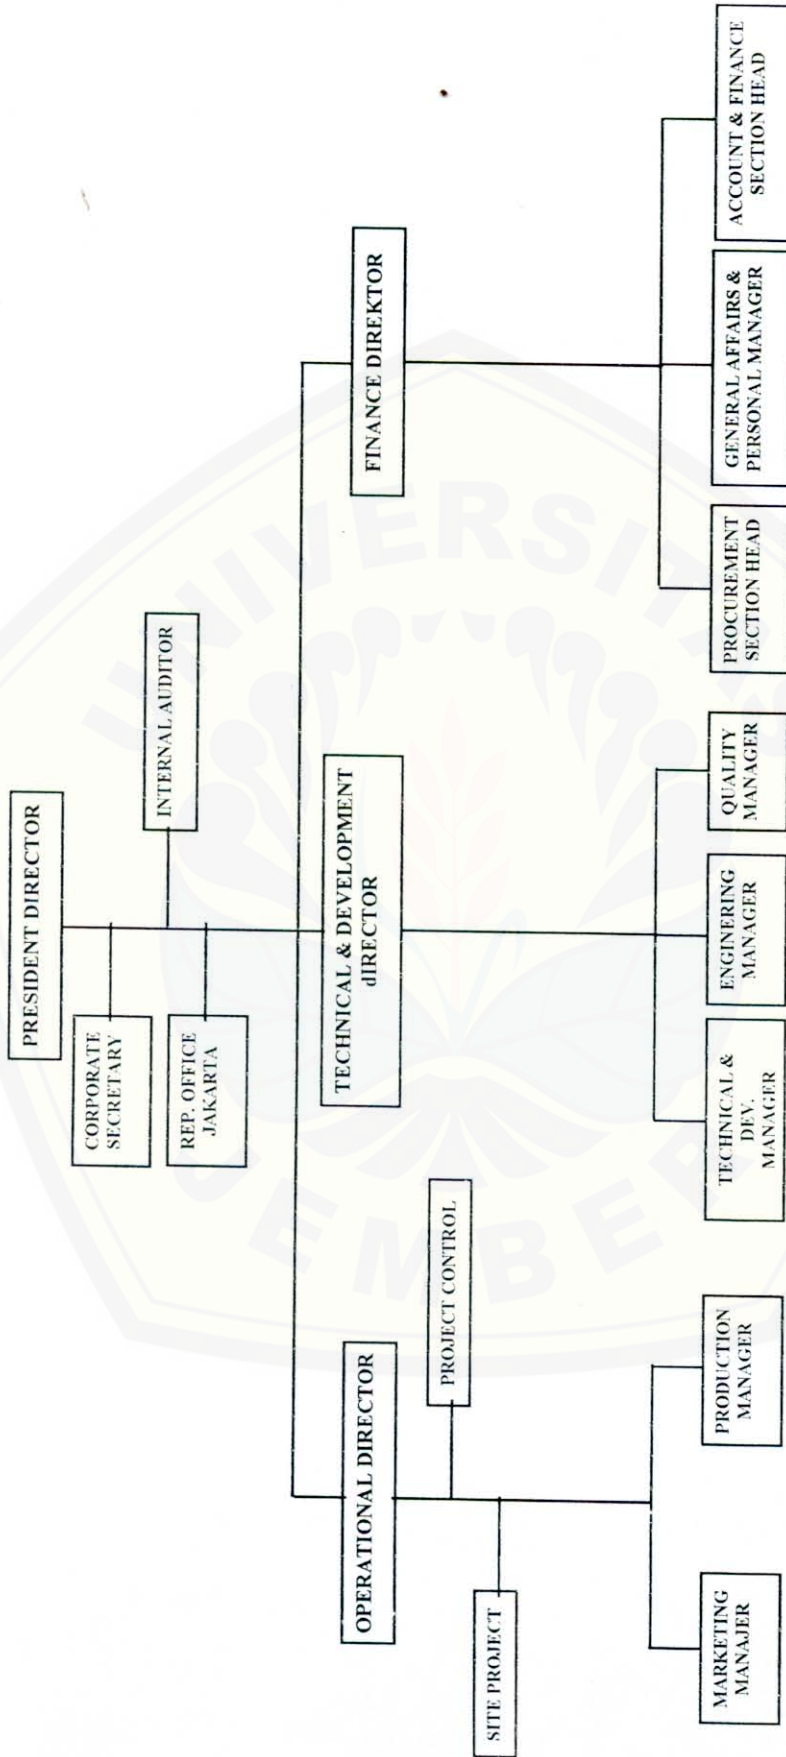 PRESIDENT DIRECTOR
CORPORATE
SECRETARY
INTERNAL AUDITOR
REP. OFFICE
JAKARTA
OPERATIONAL DIRECTOR
TECHNICAL & DEVELOPMENT
dIRECTOR
FINANCE DIREKTOR
PROJECT CONTROL
SITE PROJECT
MARKETING
MANAJER
PRODUCTION
MANAGER
TECHNICAL &
DEV.
MANAGER
ENGINERING
MANAGER
QUALITY
MANAGER
PROCUREMENT
SECTION HEAD
GENERAL AFFAIRS &
PERSONAL MANAGER
ACCOUNT & FINANCE
SECTION HEAD
UNIVERSITAS
JEMBER